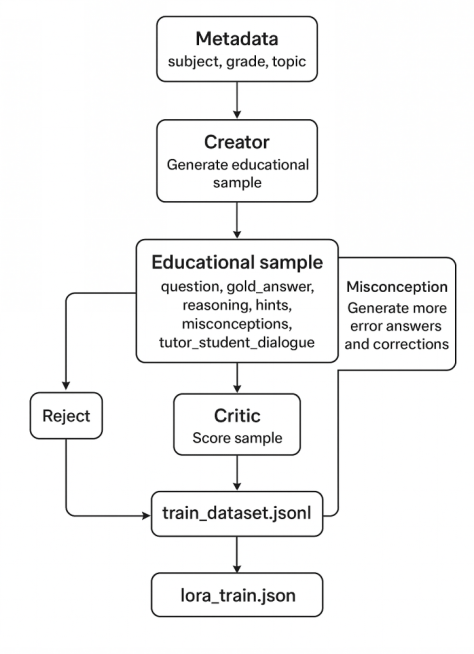 Metadata
subject, grade, topic
Creator
Generate educational
sample
Educational sample
question, gold_answer,
reasoning, hints,
misconceptions,
tutor_student_dialogue
Misconception
Generate more
error answers
and corrections
Reject
Critic
Score sample
train_dataset.jsonl
lora_train.json